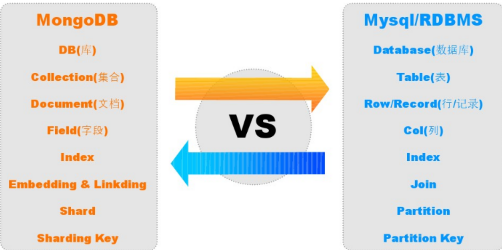 MongoDB
DB(库)
Collection(集合)
Document(文档)
Field(字段)
Index
Embedding & Linkding
Shard
Sharding Key
VS
Mysql/RDBMS
Database(数据库)
Table(表)
Row/Record(行/记录)
Col(列)
Index
Join
Partition
Partition Key